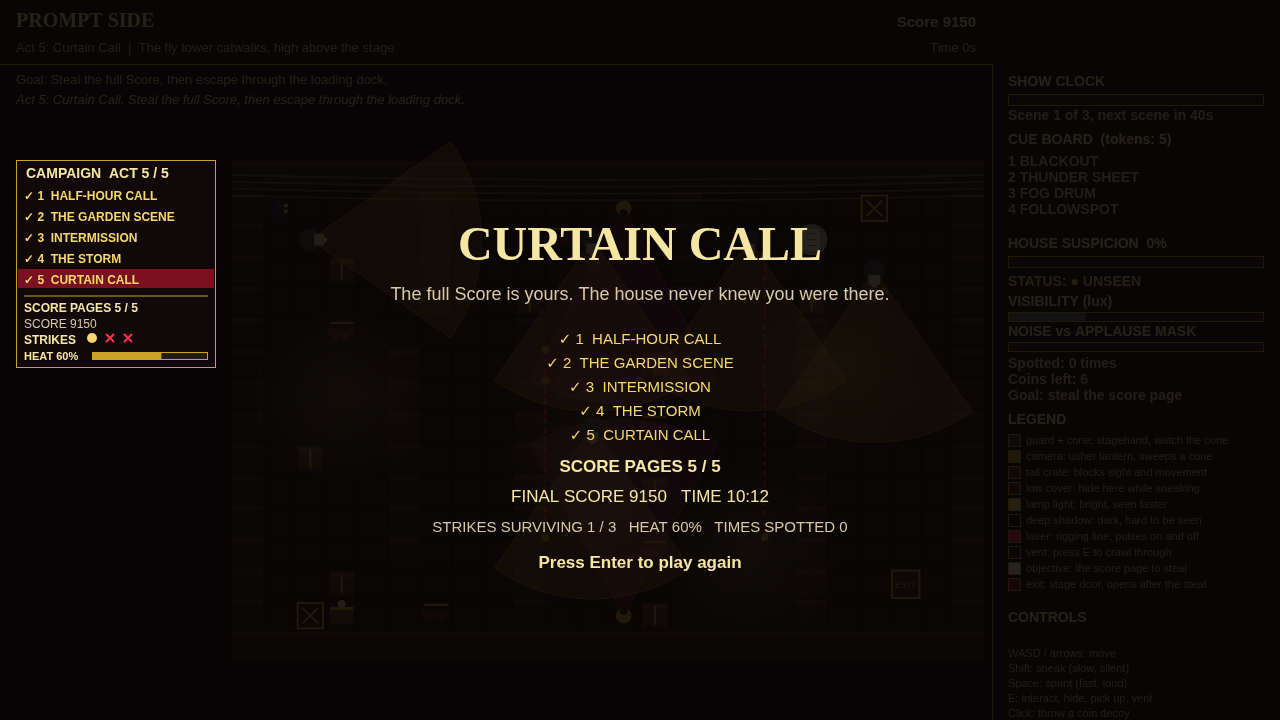 PROMPT SIDE
Score 9150
Act 5: Curtain Call | The fly tower catwalks, high above the stage
Time 0s
Goal: Steal the full Score, then escape through the loading dock.
Act 5: Curtain Call. Steal the full Score, then escape through the loading dock.
CAMPAIGN ACT 5 / 5
✓ 1 HALF-HOUR CALL
✓ 2 THE GARDEN SCENE
✓ 3 INTERMISSION
✓ 4 THE STORM
✓ 5 CURTAIN CALL
SCORE PAGES 5 / 5
SCORE 9150
STRIKES
HEAT 60%
CURTAIN CALL
The full Score is yours. The house never knew you were there.
✓ 1 HALF-HOUR CALL
✓ 2 THE GARDEN SCENE
✓ 3 INTERMISSION
✓ 4 THE STORM
✓ 5 CURTAIN CALL
SCORE PAGES 5 / 5
FINAL SCORE 9150 TIME 10:12
STRIKES SURVIVING 1 / 3 HEAT 60% TIMES SPOTTED 0
Press Enter to play again
EXIT
SHOW CLOCK
Scene 1 of 3, next scene in 40s
CUE BOARD (tokens: 5)
1 BLACKOUT
2 THUNDER SHEET
3 FOG DRUM
4 FOLLOWSPOT
HOUSE SUSPICION 0%
STATUS: ● UNSEEN
VISIBILITY (lux)
NOISE vs APPLAUSE MASK
Spotted: 0 times
Coins left: 6
Goal: steal the score page
LEGEND
guard + cone: stagehand, watch the cone
camera: usher lantern, sweeps a cone
tall crate: blocks sight and movement
low cover: hide here while sneaking
lamp light: bright, seen faster
deep shadow: dark, hard to be seen
laser: rigging line, pulses on and off
vent: press E to crawl through
objective: the score page to steal
exit: stage door, opens after the steal
CONTROLS
WASD / arrows: move
Shift: sneak (slow, silent)
Space: sprint (fast, loud)
E: interact, hide, pick up, vent
Click: throw a coin decoy